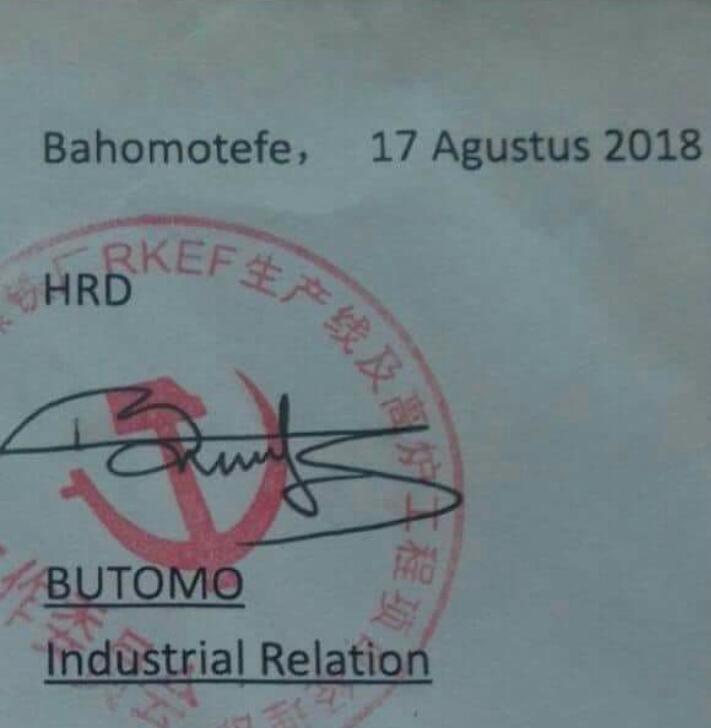 Bahomotefe， 17 Agustus 2018
RKEF生产线及高炉工程项
HRD
BUTOMO
Industrial Relation